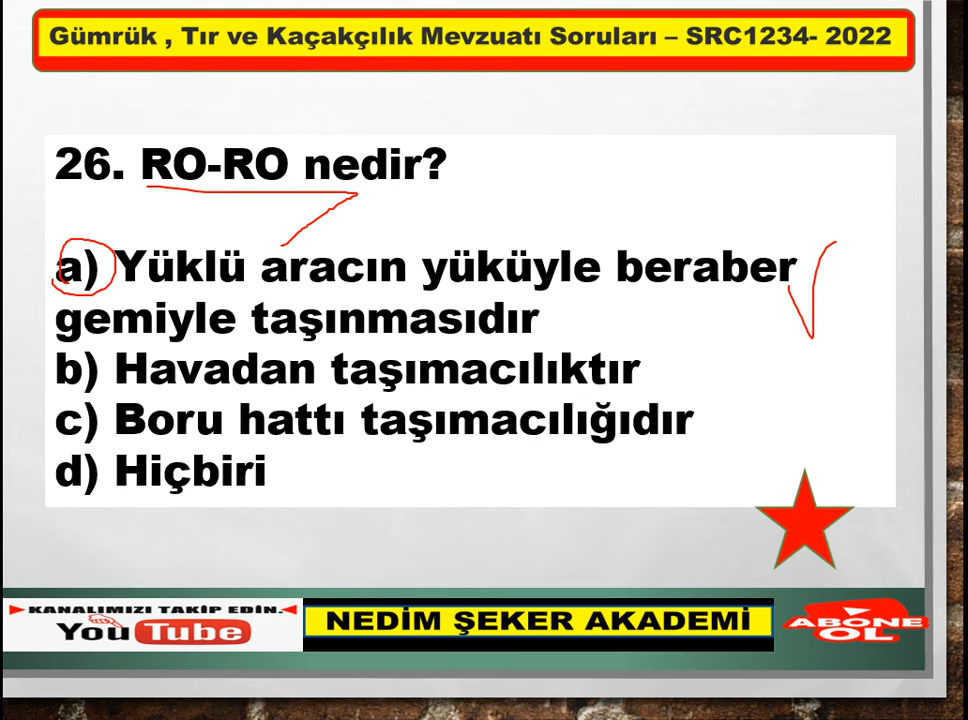 Gümrük , Tır ve Kaçakçılık Mevzuatı Soruları – SRC1234- 2022
26. RO-RO nedir?
a) Yüklü aracın yüküyle beraber
gemiyle taşınmasıdır
b) Havadan taşımacılıktır
c) Boru hattı taşımacılığıdır
d) Hiçbiri
KANALIMIZI TAKİP EDİN.
YouTube
NEDİM ŞEKER AKADEMİ
ABONE
OL